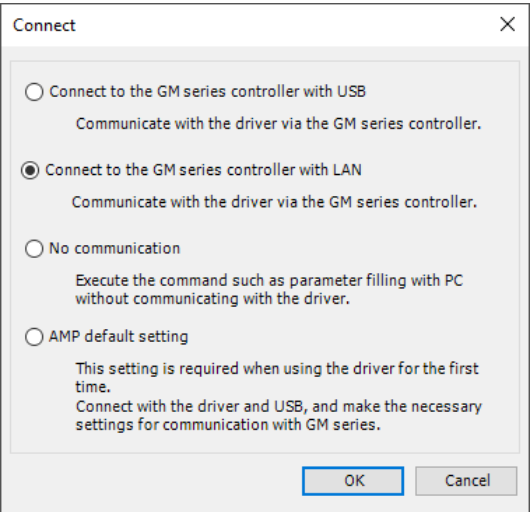 Connect
Connect to the GM series controller with USB
Communicate with the driver via the GM series controller.
Connect to the GM series controller with LAN
Communicate with the driver via the GM series controller.
No communication
Execute the command such as parameter filling with PC
without communicating with the driver.
AMP default setting
This setting is required when using the driver for the first
time.
Connect with the driver and USB, and make the necessary
settings for communication with GM series.
OK
Cancel